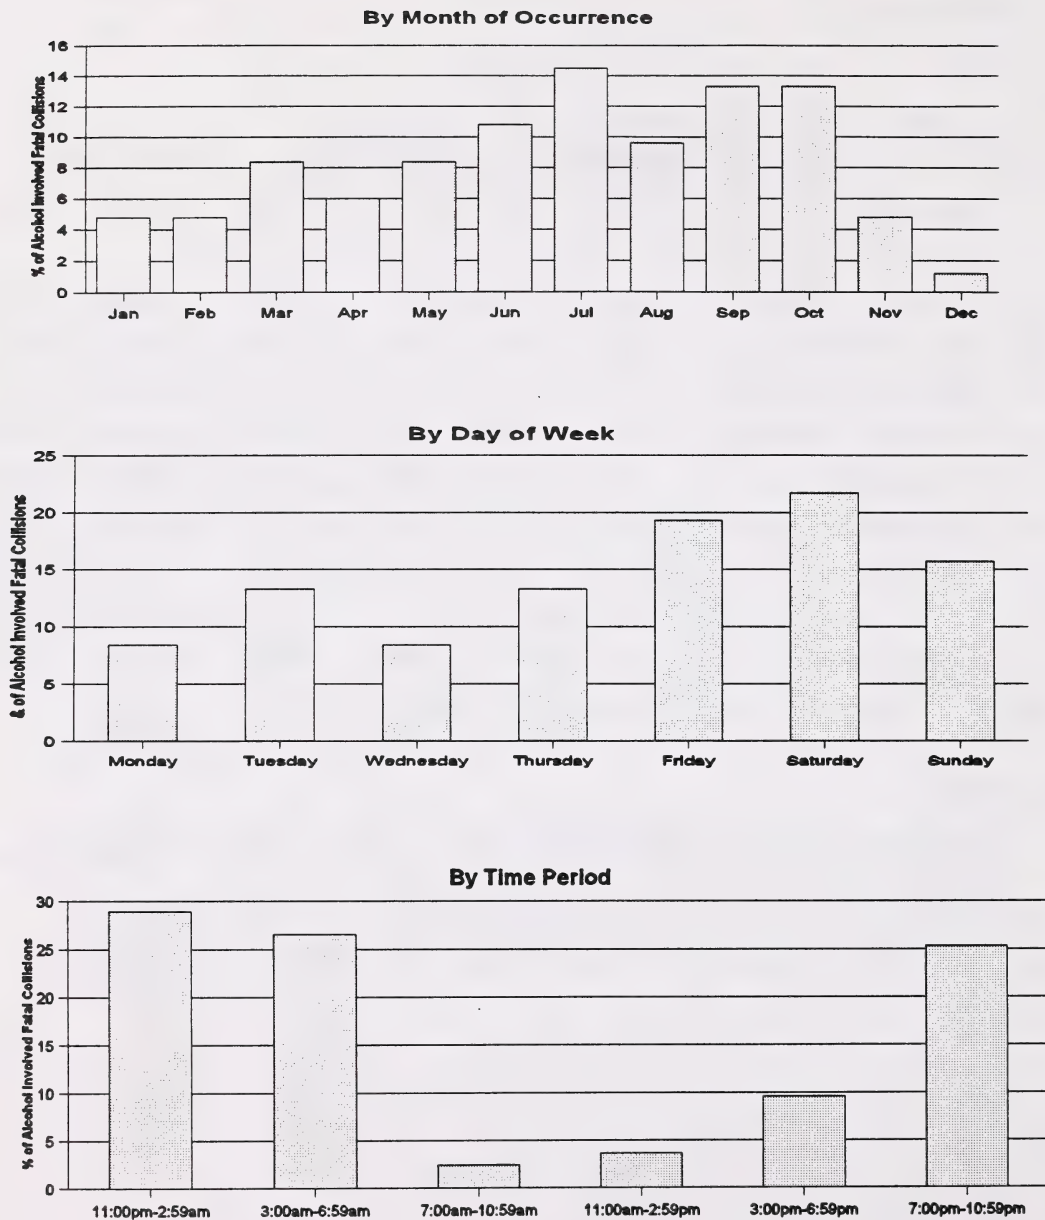 By Month of Occurrence
% of Alcohol Involved Fatal Collisions
16
14
12
10
8
6
4
2
0
Jan Feb Mar Apr May Jun Jul Aug Sep Oct Nov Dec
By Day of Week
& of Alcohol Involved Fatal Collisions
25
20
15
10
5
0
Monday Tuesday Wednesday Thursday Friday Saturday Sunday
By Time Period
% of Alcohol Involved Fatal Collisions
30
25
20
15
10
5
0
11:00pm-2:59am 3:00am-6:59am 7:00am-10:59am 11:00am-2:59pm 3:00pm-6:59pm 7:00pm-10:59pm